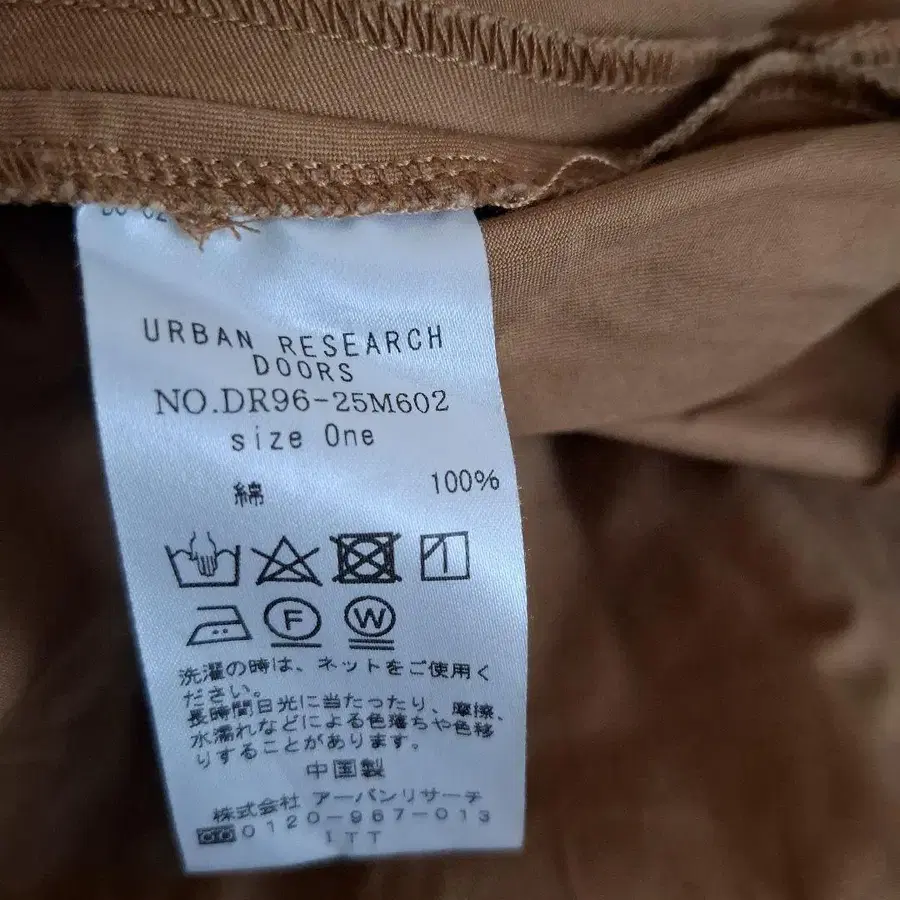 URBAN RESEARCH
DOORS
NO.DR96-25M602
size One
綿 100%
F W
洗濯の時は、ネットをご使用く
ださい。
長時間日光に当たったり、摩擦、
水濡れなどによる色落ちや色移
りすることがあります。
中国製
株式会社 アーバンリサーチ
0120-967-013
ITT